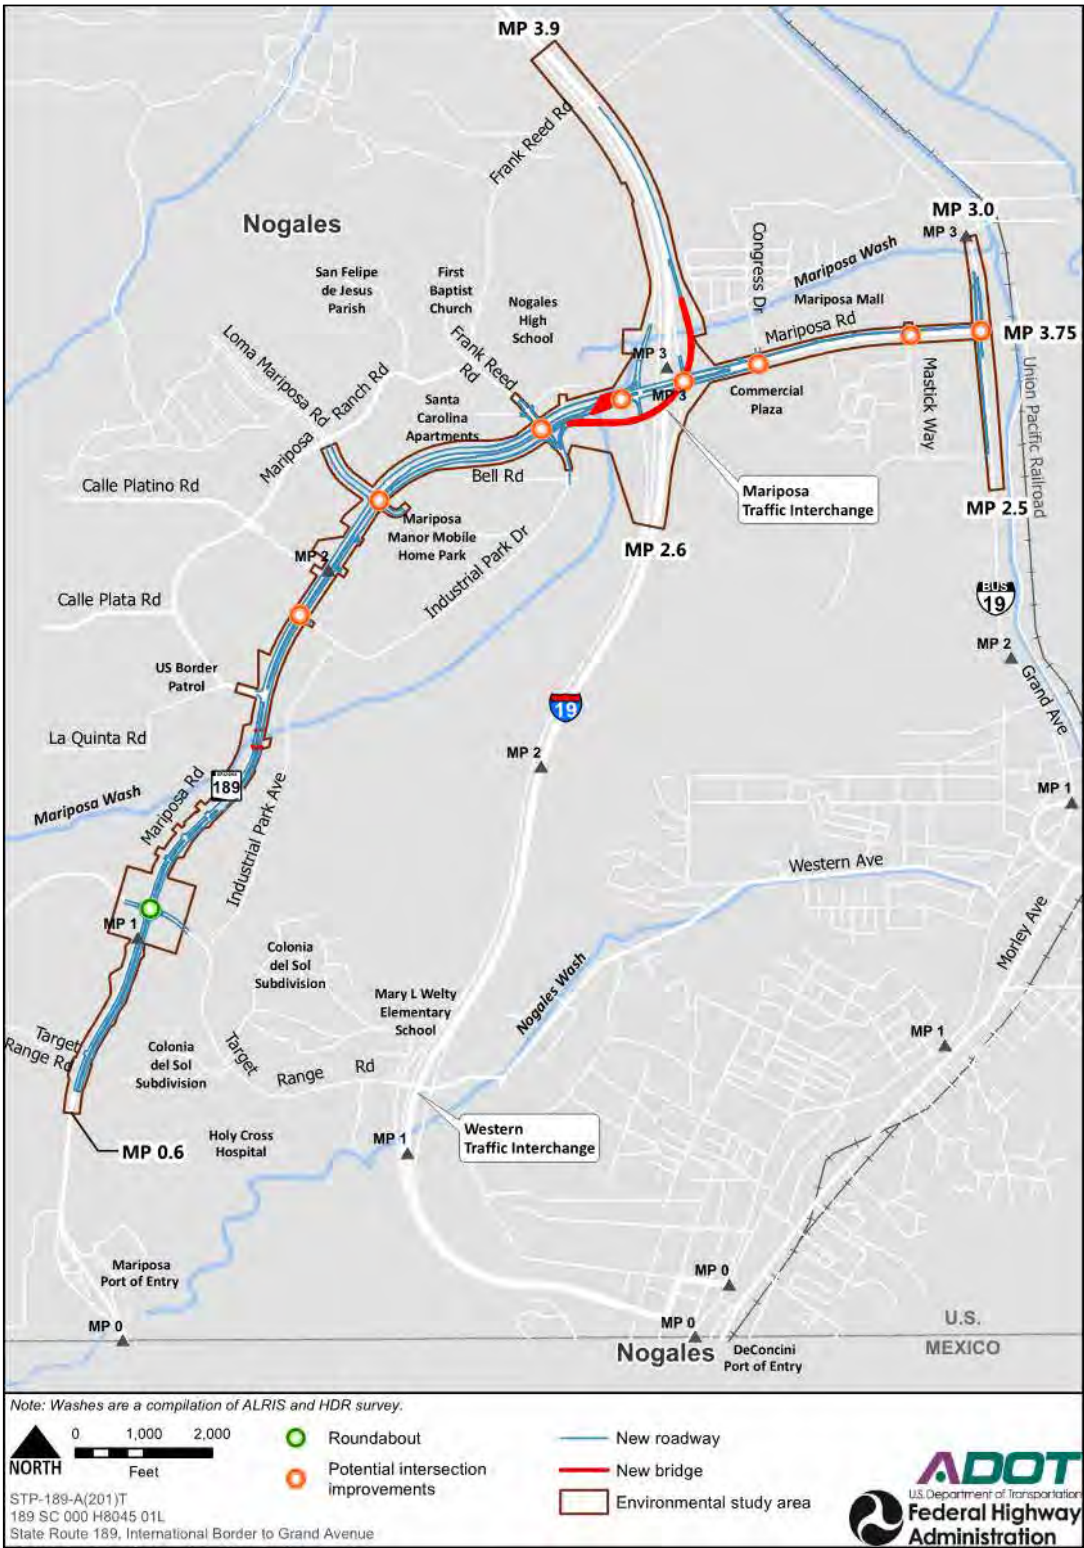 MP 3.9
Frank Reed Rd
Nogales
MP 3.0
MP 3
Congress Dr
Mariposa Wash
San Felipe
de Jesus
Parish
First
Baptist
Church
Nogales
High
School
Mariposa Mall
Mariposa Rd
MP 3.75
Loma Mariposa Rd
Mariposa Ranch Rd
Frank Reed
Rd
MP 3
MP 3
Santa
Carolina
Apartments
Commercial
Plaza
Mastick Way
Union Pacific Railroad
Bell Rd
Calle Platino Rd
Mariposa
Traffic Interchange
MP 2.5
Mariposa
Manor Mobile
Home Park
Industrial Park Dr
MP 2.6
MP 2
BUS
19
Calle Plata Rd
MP 2
US Border
Patrol
Grand Ave
19
La Quinta Rd
MP 2
Mariposa Rd
189
MP 1
Mariposa Wash
Industrial Park Ave
Western Ave
MP 1
Morley Ave
Colonia
del Sol
Subdivision
Nogales Wash
Mary L Welty
Elementary
School
MP 1
Target
Range Rd
Colonia
del Sol
Subdivision
Target Range Rd
Western
Traffic Interchange
Holy Cross
Hospital
MP 0.6
MP 1
Mariposa
Port of Entry
MP 0
MP 0
MP 0
U.S.
MEXICO
Nogales
DeConcini
Port of Entry
Note: Washes are a compilation of ALRIS and HDR survey.
NORTH
0 1,000 2,000
Feet
Roundabout
Potential intersection
improvements
New roadway
New bridge
Environmental study area
STP-189-A(201)T
189 SC 000 H8045 01L
State Route 189, International Border to Grand Avenue
ADOT
U.S. Department of Transportation
Federal Highway
Administration